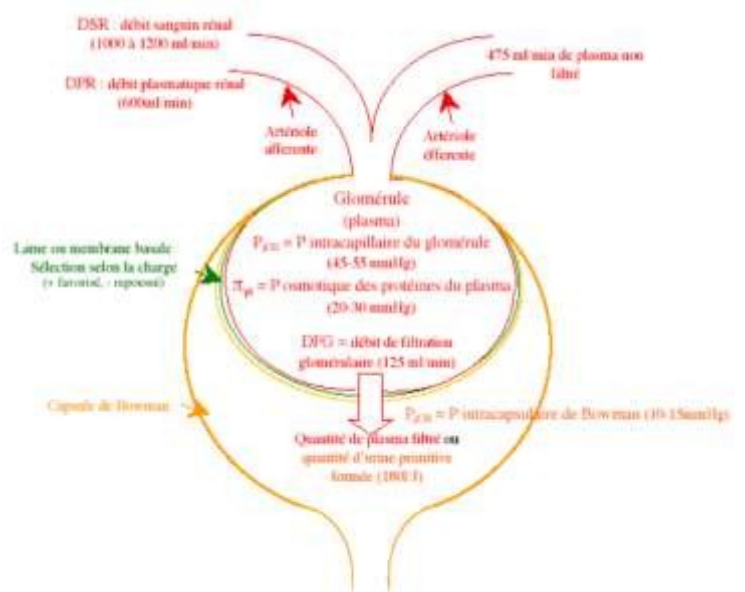 DSR : débit sanguin rénal
(1000 à 1200 ml/min)
475 ml/min de plasma non
filtré
DPR : débit plasmatique rénal
(600ml/min)
Artériole
afférente
Artériole
éfférente
Glomérule
(plasma)
= P intracapillaire du glomérule
(45-55 mmHg)
Lame ou membrane basale
Sélection selon la charge
(+ favorisé, - repoussé)
= P osmotique des protéines du plasma
(20-30 mmHg)
DFG = débit de filtration
glomérulaire (125 ml/min)
Capsule de Bowman
= P intracapsulaire de Bowman (10-15mmHg)
Quantité de plasma filtré ou
quantité d'urine primitive
formée (180l/J)